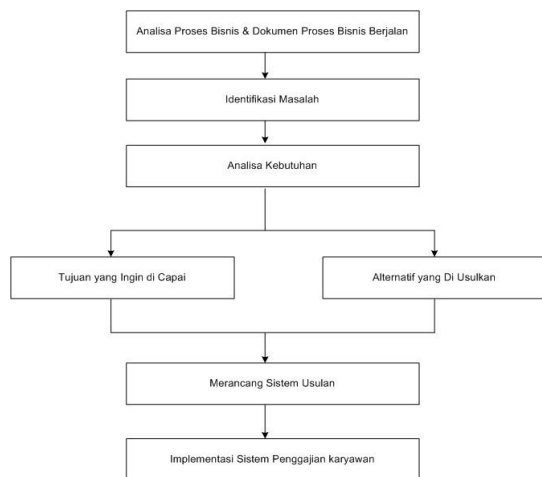 Analisa Proses Bisnis & Dokumen Proses Bisnis Berjalan
Identifikasi Masalah
Analisa Kebutuhan
Tujuan yang Ingin di Capai
Alternatif yang Di Usulkan
Merancang Sistem Usulan
Implementasi Sistem Penggajian karyawan